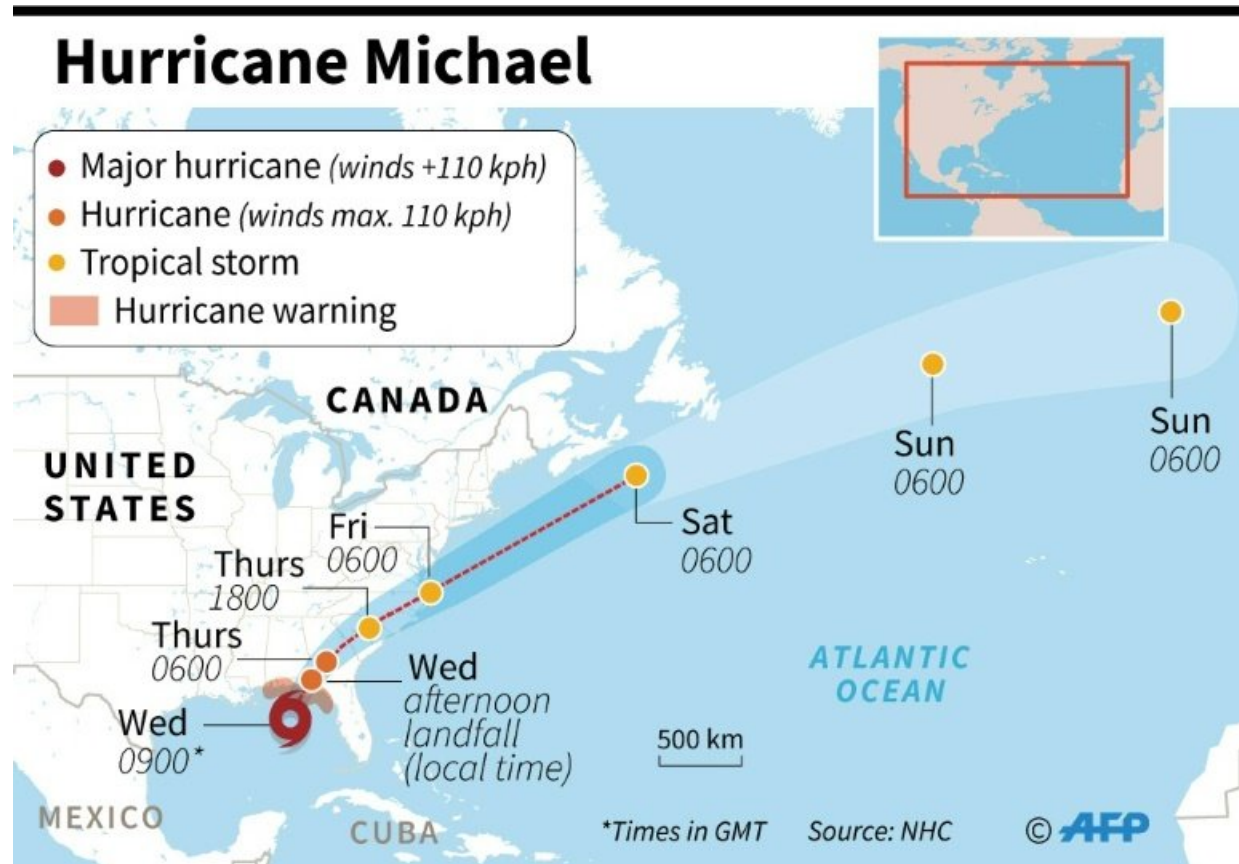 Hurricane Michael
Major hurricane (winds +110 kph)
Hurricane (winds max. 110 kph)
Tropical storm
Hurricane warning
CANADA
UNITED
STATES
Sun
0600
Sun
0600
Sat
0600
Fri
0600
Thurs
1800
Thurs
0600
Wed
afternoon
landfall
(local time)
Wed
0900*
ATLANTIC
OCEAN
500 km
MEXICO
CUBA
*Times in GMT
Source: NHC
© AFP